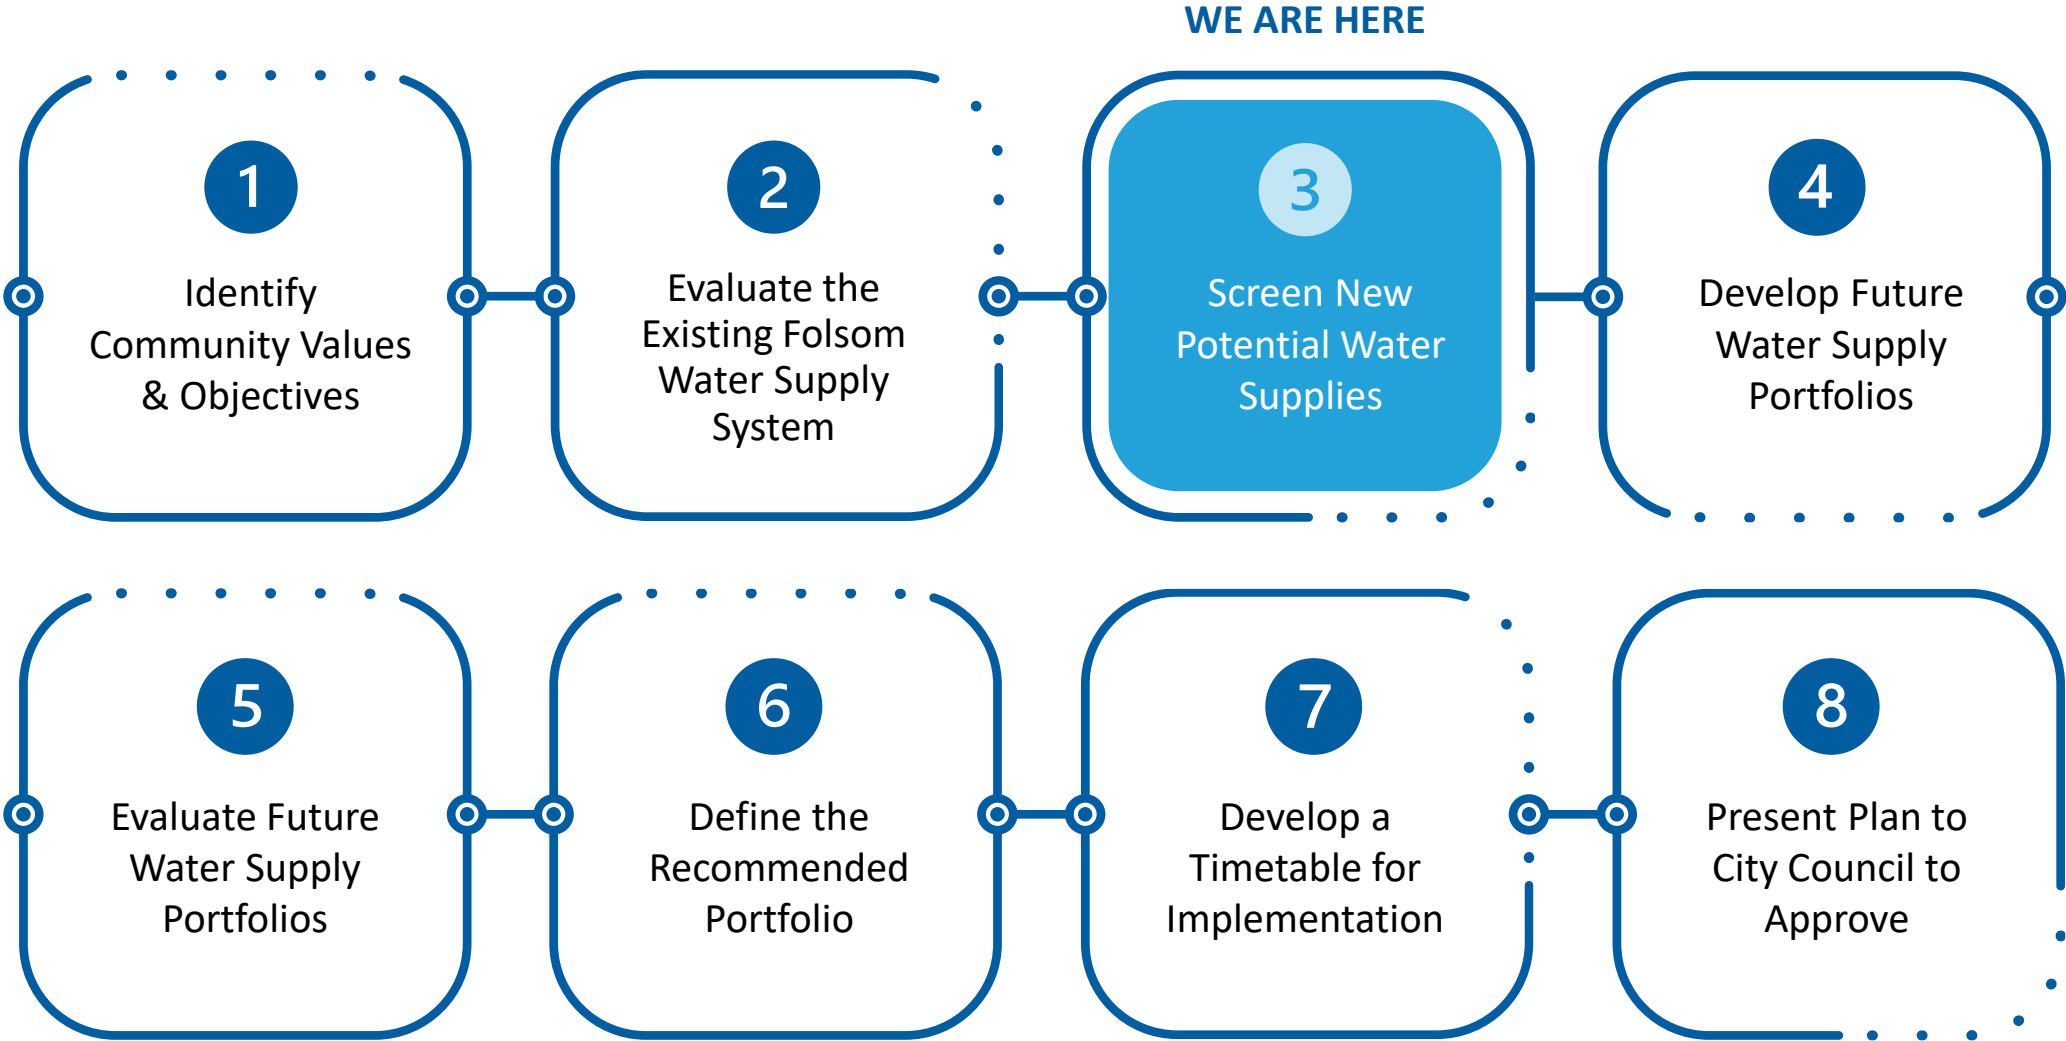 WE ARE HERE
1
Identify
Community Values
& Objectives
2
Evaluate the
Existing Folsom
Water Supply
System
3
Screen New
Potential Water
Supplies
4
Develop Future
Water Supply
Portfolios
5
Evaluate Future
Water Supply
Portfolios
6
Define the
Recommended
Portfolio
7
Develop a
Timetable for
Implementation
8
Present Plan to
City Council to
Approve